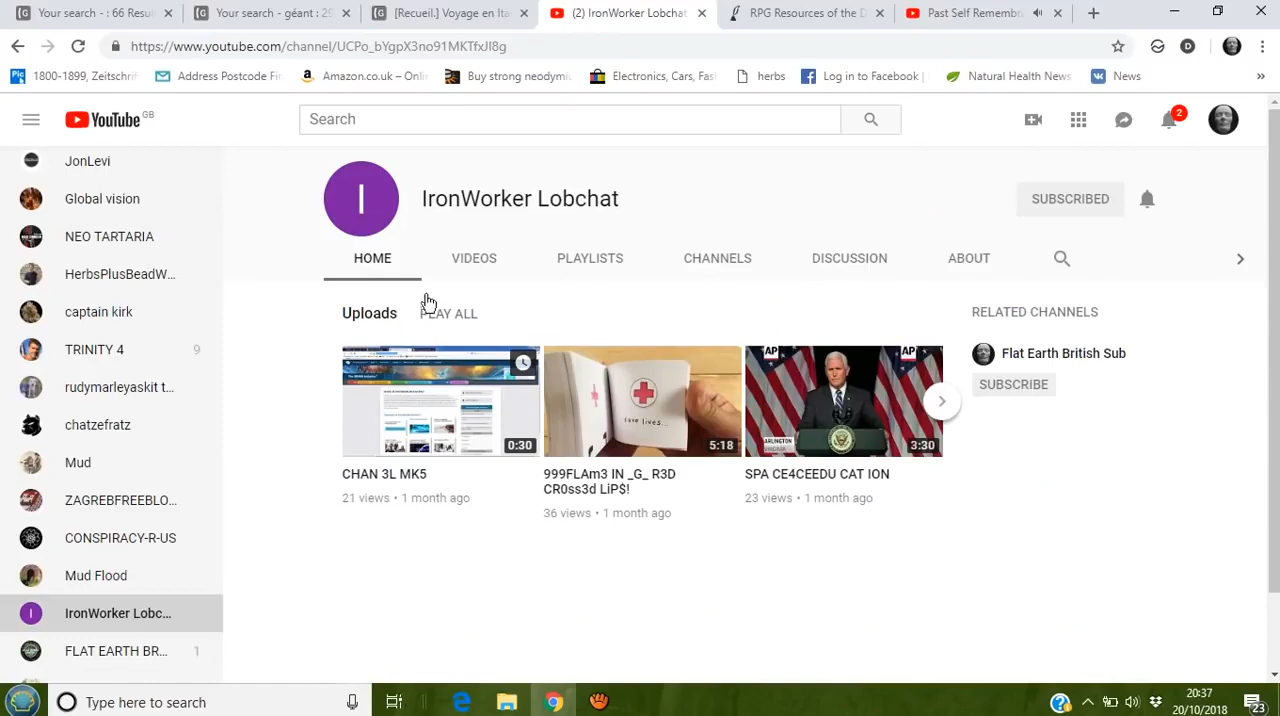 Your search - : 66 Resul
Your search - géant : 29
[Recueil.] Voyage en Ita
(2) IronWorker Lobchat
RPG Resources of the D
Past Self Remembo
https://www.youtube.com/channel/UCPo_bYgpX3no91MKTfxJI8g
1800-1899, Zeitschrif
Address Postcode Fi
Amazon.co.uk – Onli
Buy strong neodymi
Electronics, Cars, Fas
herbs
Log in to Facebook
Natural Health News
News
YouTube GB
Search
2
JonLevi
Global vision
NEO TARTARIA
HerbsPlusBeadW...
captain kirk
TRINITY 4 9
rudymarleyaskit t...
chatzefratz
Mud
ZAGREBFREEBLO...
CONSPIRACY-R-US
Mud Flood
IronWorker Lobc...
FLAT EARTH BR... 1
I
IronWorker Lobchat
SUBSCRIBED
HOME
VIDEOS
PLAYLISTS
CHANNELS
DISCUSSION
ABOUT
Uploads
PLAY ALL
0:30
5:18
3:30
CHAN 3L MK5
21 views • 1 month ago
999FLAm3 IN _G_ R3D
CR0ss3d LiP$!
36 views • 1 month ago
SPA CE4CEEDU CAT ION
23 views • 1 month ago
RELATED CHANNELS
Flat Earth British Sub
SUBSCRIBE
Type here to search
20:37
20/10/2018
23